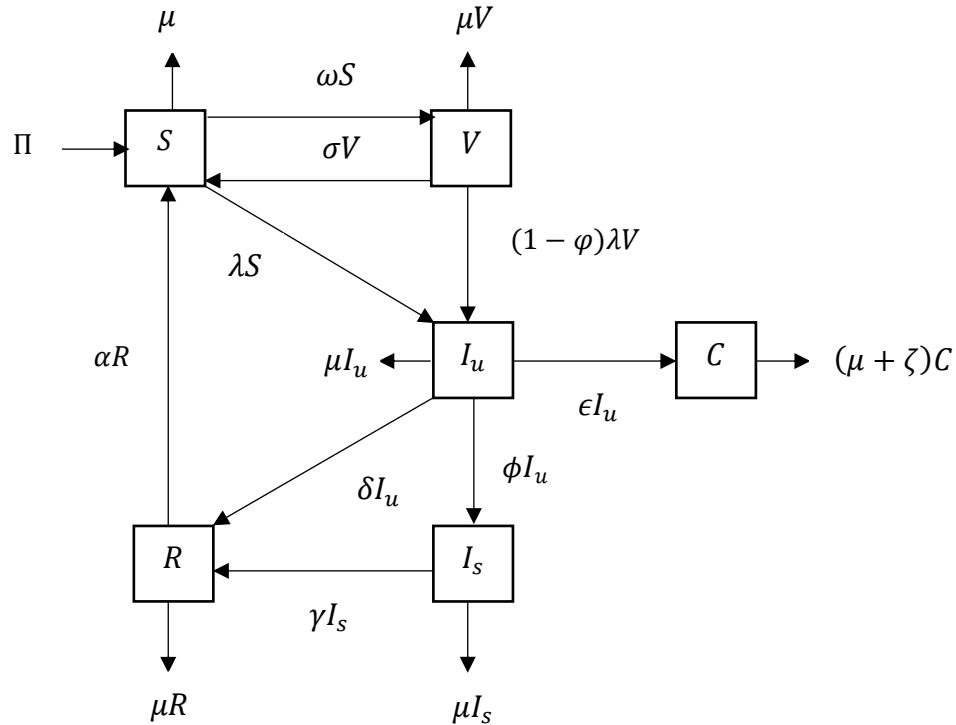 μ
μV
ωS
Π
S
σV
V
(1 − φ)λV
λS
αR
μI_u
I_u
C
(μ + ζ)C
ϵI_u
ϕI_u
δI_u
R
I_s
γI_s
μR
μI_s